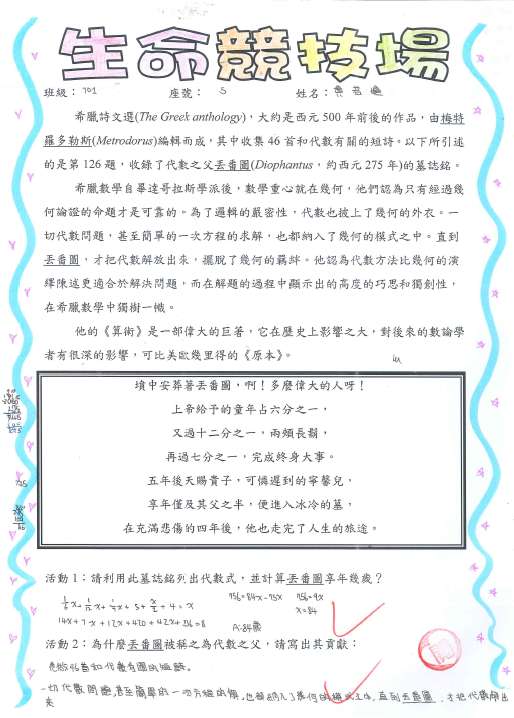 生命競技場
班級：701 座號：5 姓名：
希臘詩文選(The Greek anthology)，大約是西元 500 年前後的作品，由梅特
羅多勒斯(Metrodorus)編輯而成，其中收集 46 首和代數有關的短詩。以下所引述
的是第 126 題，收錄了代數之父丟番圖(Diophantus，約西元 275 年)的墓誌銘。
希臘數學自畢達哥拉斯學派後，數學重心就在幾何，他們認為只有經過幾
何論證的命題才是可靠的。為了邏輯的嚴密性，代數也披上了幾何的外衣。一
切代數問題，甚至簡單的一次方程的求解，也都納入了幾何的模式之中。直到
丟番圖，才把代數解放出來，擺脫了幾何的羈絆。他認為代數方法比幾何的演
繹陳述更適合於解決問題，而在解題的過程中顯示出的高度的巧思和獨創性，
在希臘數學中獨樹一幟。
他的《算術》是一部偉大的巨著，它在歷史上影響之大，對後來的數論學
者有很深的影響，可比美歐幾里得的《原本》。
墳中安葬著丟番圖，啊！多麼偉大的人呀！
上帝給予的童年占六分之一，
又過十二分之一，兩頰長鬍，
再過七分之一，完成終身大事。
五年後天賜貴子，可憐遲到的寧馨兒，
享年僅及其父之半，便進入冰冷的墓，
在充滿悲傷的四年後，他也走完了人生的旅途。
活動 1：請利用此墓誌銘列出代數式，並計算丟番圖享年幾歲？
1/6x+1/12x+1/7x+5+x/2+4=x 756=84x-75x 756=9x
x=84
14x+7x+12x+420+42x+336=8 A:84歲
活動 2：為什麼丟番圖被稱之為代數之父，請寫出其貢獻：
46首和代數有關的短詩。
一切代數問題,甚至簡單的一次方程的求解,也都納入了幾何的模式之中,直到丟番圖,才把代數解放出
來